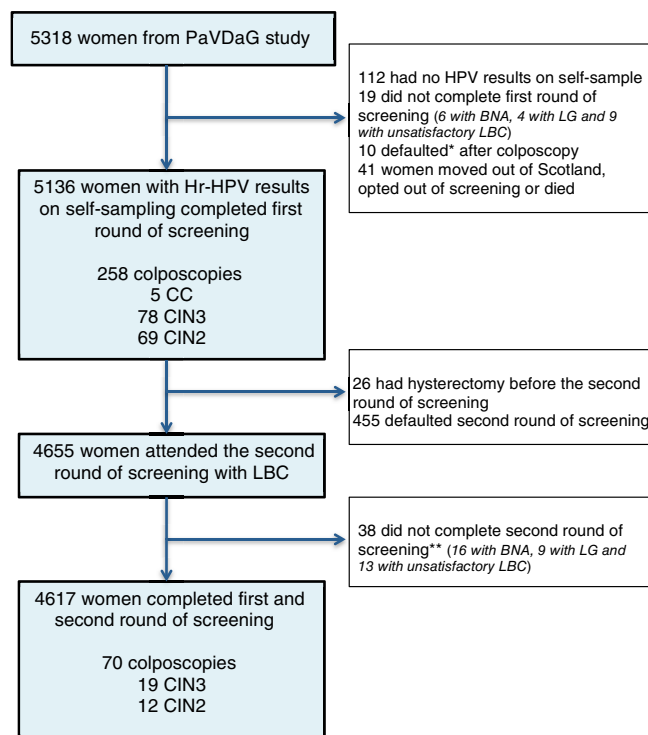 5318 women from PaVDaG study
112 had no HPV results on self-sample
19 did not complete first round of
screening (6 with BNA, 4 with LG and 9
with unsatisfactory LBC)
10 defaulted* after colposcopy
41 women moved out of Scotland,
opted out of screening or died
5136 women with Hr-HPV results
on self-sampling completed first
round of screening
258 colposcopies
5 CC
78 CIN3
69 CIN2
26 had hysterectomy before the second
round of screening
455 defaulted second round of screening
4655 women attended the second
round of screening with LBC
38 did not complete second round of
screening** (16 with BNA, 9 with LG and
13 with unsatisfactory LBC)
4617 women completed first and
second round of screening
70 colposcopies
19 CIN3
12 CIN2